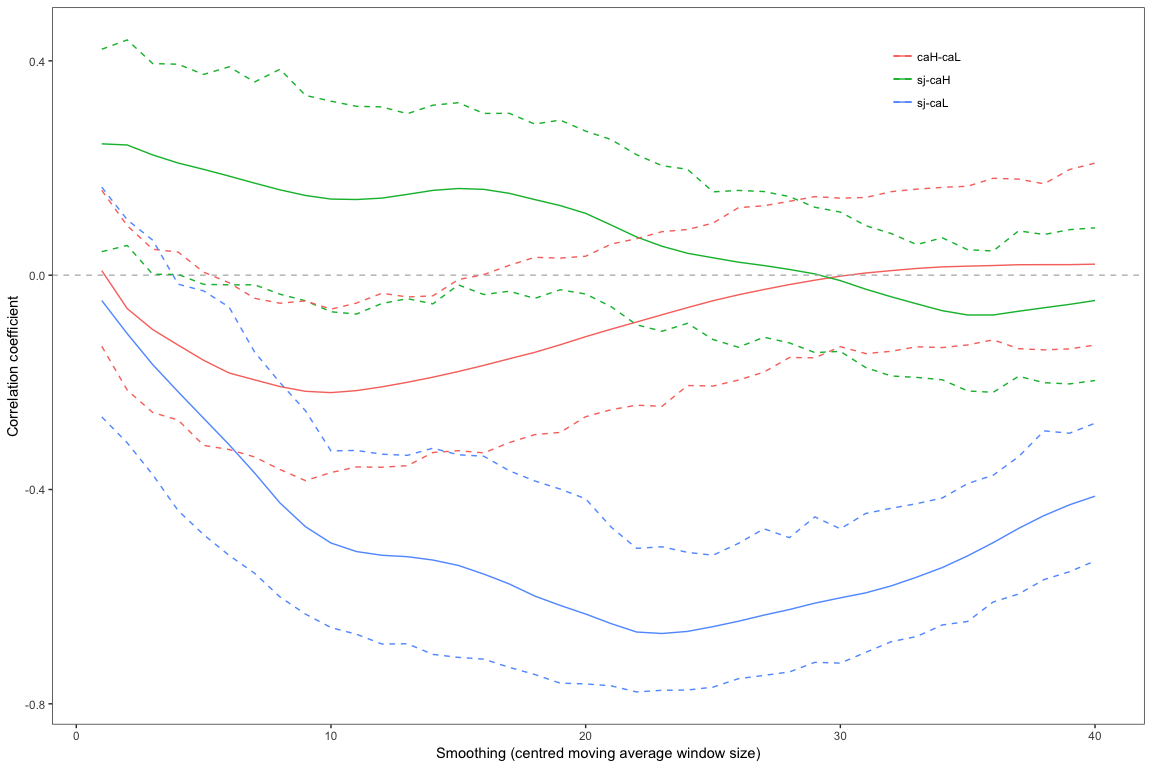 0.4
0.0
-0.4
-0.8
Correlation coefficient
caH-caL
sj-caH
sj-caL
0
10
20
30
40
Smoothing (centred moving average window size)